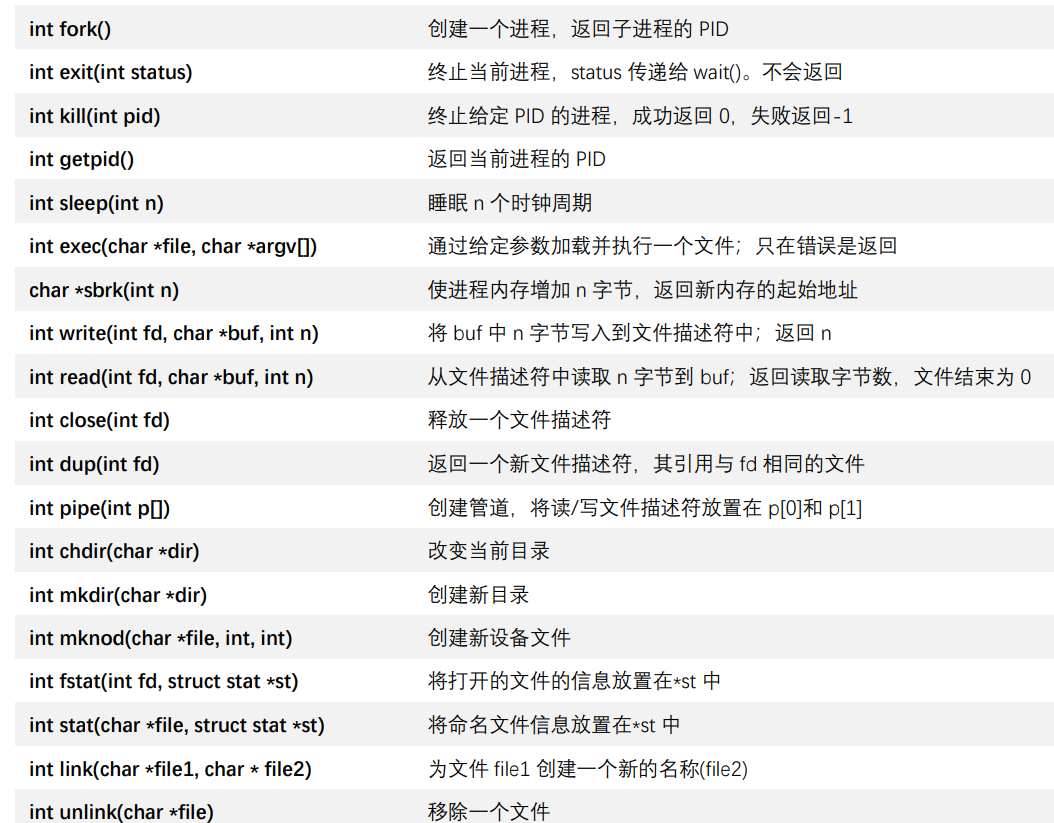 int fork() 创建一个进程，返回子进程的 PID
int exit(int status) 终止当前进程，status 传递给 wait()。不会返回
int kill(int pid) 终止给定 PID 的进程，成功返回 0，失败返回-1
int getpid() 返回当前进程的 PID
int sleep(int n) 睡眠 n 个时钟周期
int exec(char *file, char *argv[]) 通过给定参数加载并执行一个文件；只在错误是返回
char *sbrk(int n) 使进程内存增加 n 字节，返回新内存的起始地址
int write(int fd, char *buf, int n) 将 buf 中 n 字节写入到文件描述符中；返回 n
int read(int fd, char *buf, int n) 从文件描述符中读取 n 字节到 buf；返回读取字节数，文件结束为 0
int close(int fd) 释放一个文件描述符
int dup(int fd) 返回一个新文件描述符，其引用与 fd 相同的文件
int pipe(int p[]) 创建管道，将读/写文件描述符放置在 p[0]和 p[1]
int chdir(char *dir) 改变当前目录
int mkdir(char *dir) 创建新目录
int mknod(char *file, int, int) 创建新设备文件
int fstat(int fd, struct stat *st) 将打开的文件的信息放置在*st 中
int stat(char *file, struct stat *st) 将命名文件信息放置在*st 中
int link(char *file1, char * file2) 为文件 file1 创建一个新的名称(file2)
int unlink(char *file) 移除一个文件